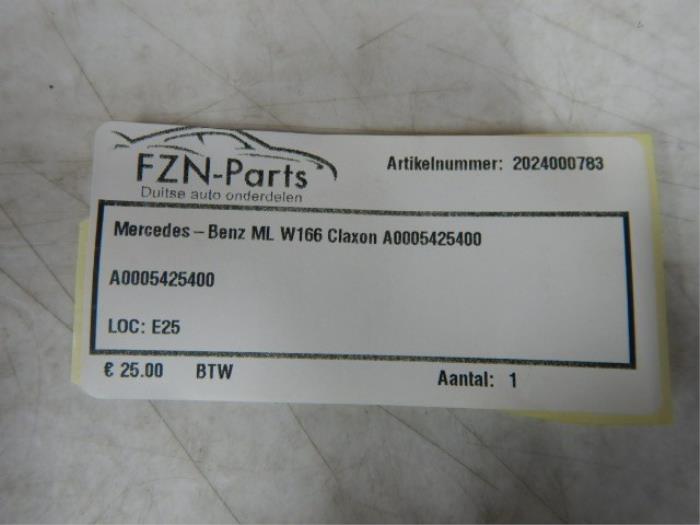 FZN-Parts
Duitse auto onderdelen
Artikelnummer: 2024000783
Mercedes – Benz ML W166 Claxon A0005425400
A0005425400
LOC: E25
€ 25.00 BTW Aantal: 1